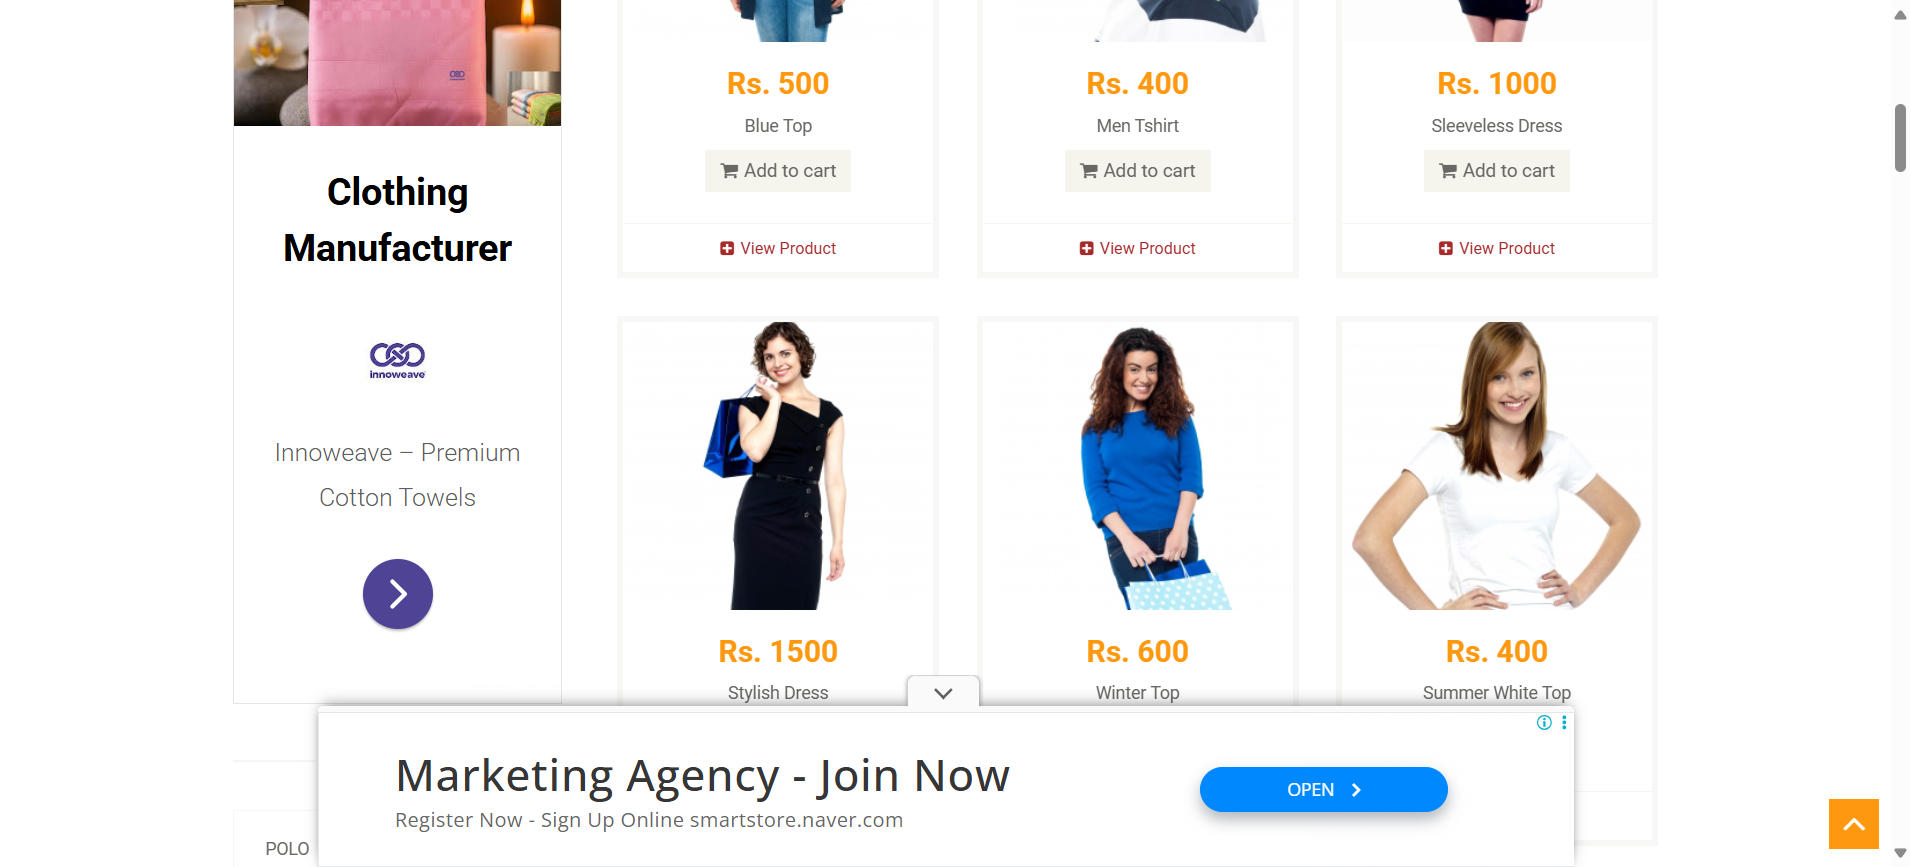 Clothing
Manufacturer
innoweave
Innoweave – Premium
Cotton Towels
Rs. 500
Blue Top
Add to cart
View Product
Rs. 400
Men Tshirt
Add to cart
View Product
Rs. 1000
Sleeveless Dress
Add to cart
View Product
Rs. 1500
Stylish Dress
Rs. 600
Winter Top
Rs. 400
Summer White Top
POLO
Marketing Agency - Join Now
Register Now - Sign Up Online smartstore.naver.com
OPEN